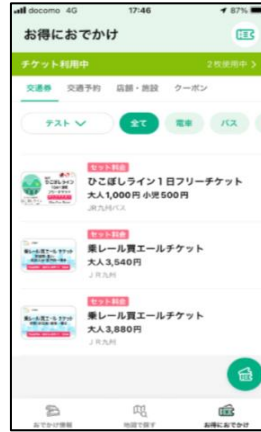 docomo 4G 17:46 87%
お得におでかけ
チケット利用中 2枚使用中 >
交通券 交通予約 店舗・施設 クーポン
テスト 全て 電車 バス
セット料金
ひこぼしライン1日フリーチケット
大人1,000円 小児500円
JR九州バス
セット料金
乗レール買エールチケット
大人3,540円
JR九州
セット料金
乗レール買エールチケット
大人3,880円
JR九州
おでかけ情報 地図で探す お得におでかけ